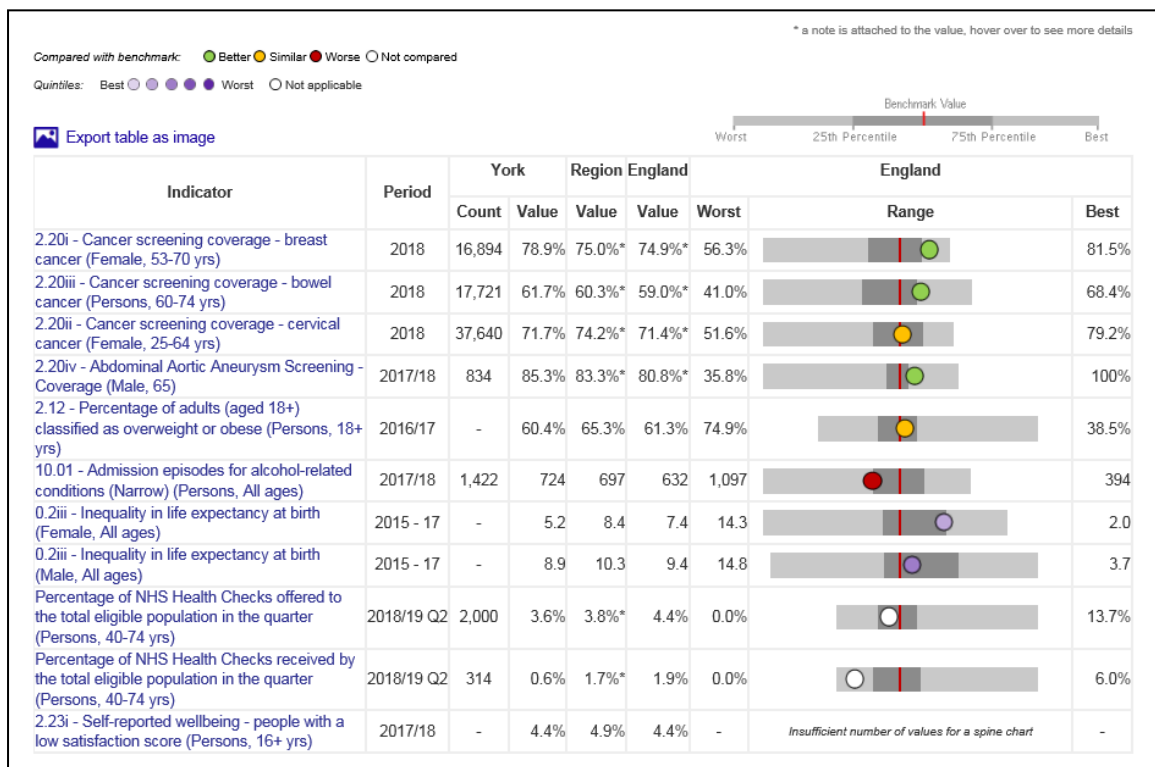 * a note is attached to the value, hover over to see more details
Compared with benchmark: Better Similar Worse Not compared
Quintiles: Best Worst Not applicable
Benchmark Value
Worst 25th Percentile 75th Percentile Best
Export table as image
Indicator Period York Region England England
Count Value Value Value Worst Range Best
2.20i - Cancer screening coverage - breast
cancer (Female, 53-70 yrs) 2018 16,894 78.9% 75.0%* 74.9%* 56.3% 81.5%
2.20iii - Cancer screening coverage - bowel
cancer (Persons, 60-74 yrs) 2018 17,721 61.7% 60.3%* 59.0%* 41.0% 68.4%
2.20ii - Cancer screening coverage - cervical
cancer (Female, 25-64 yrs) 2018 37,640 71.7% 74.2%* 71.4%* 51.6% 79.2%
2.20iv - Abdominal Aortic Aneurysm Screening -
Coverage (Male, 65) 2017/18 834 85.3% 83.3%* 80.8%* 35.8% 100%
2.12 - Percentage of adults (aged 18+)
classified as overweight or obese (Persons, 18+
yrs) 2016/17 - 60.4% 65.3% 61.3% 74.9% 38.5%
10.01 - Admission episodes for alcohol-related
conditions (Narrow) (Persons, All ages) 2017/18 1,422 724 697 632 1,097 394
0.2iii - Inequality in life expectancy at birth
(Female, All ages) 2015 - 17 - 5.2 8.4 7.4 14.3 2.0
0.2iii - Inequality in life expectancy at birth
(Male, All ages) 2015 - 17 - 8.9 10.3 9.4 14.8 3.7
Percentage of NHS Health Checks offered to
the total eligible population in the quarter
(Persons, 40-74 yrs) 2018/19 Q2 2,000 3.6% 3.8%* 4.4% 0.0% 13.7%
Percentage of NHS Health Checks received by
the total eligible population in the quarter
(Persons, 40-74 yrs) 2018/19 Q2 314 0.6% 1.7%* 1.9% 0.0% 6.0%
2.23i - Self-reported wellbeing - people with a
low satisfaction score (Persons, 16+ yrs) 2017/18 - 4.4% 4.9% 4.4% - Insufficient number of values for a spine chart -